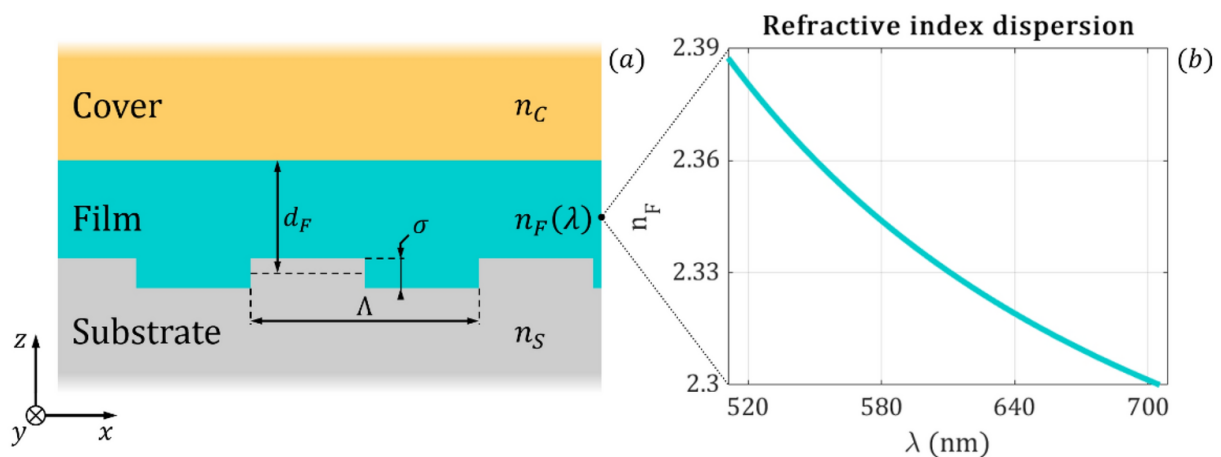 (a)
Cover
n_C
Film
d_F
n_F(λ)
σ
Λ
Substrate
n_S
z
y
x
Refractive index dispersion
(b)
2.39
2.36
2.33
2.3
n_F
520
580
640
700
λ (nm)